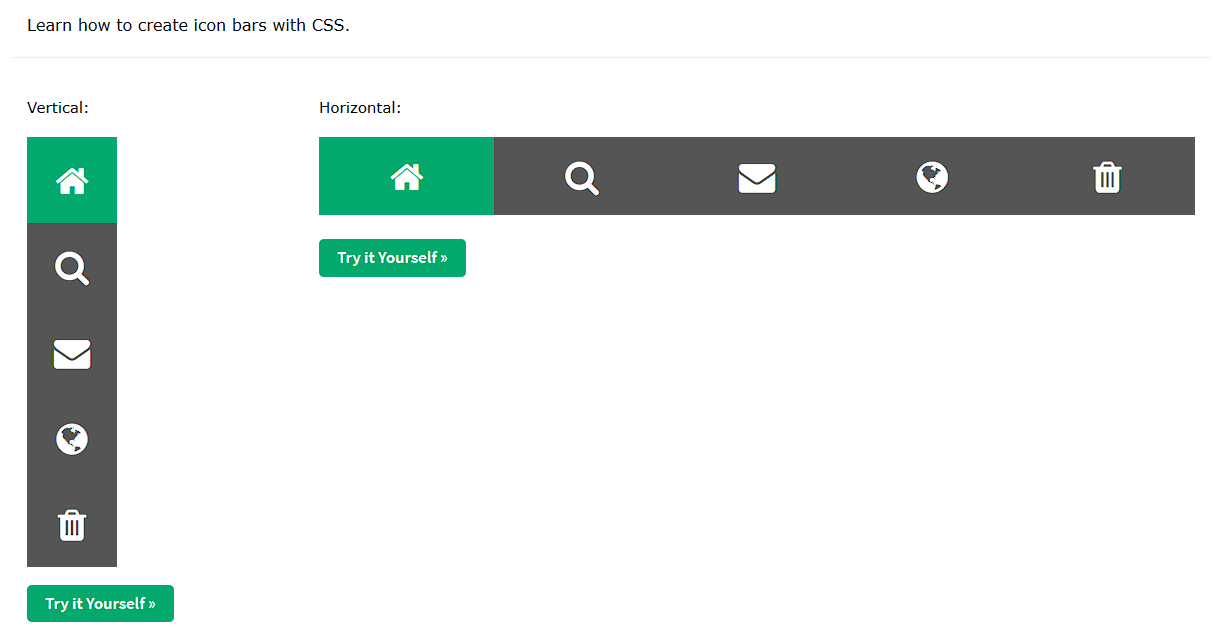 Learn how to create icon bars with CSS.
Vertical:
Horizontal:
Try it Yourself »
Try it Yourself »